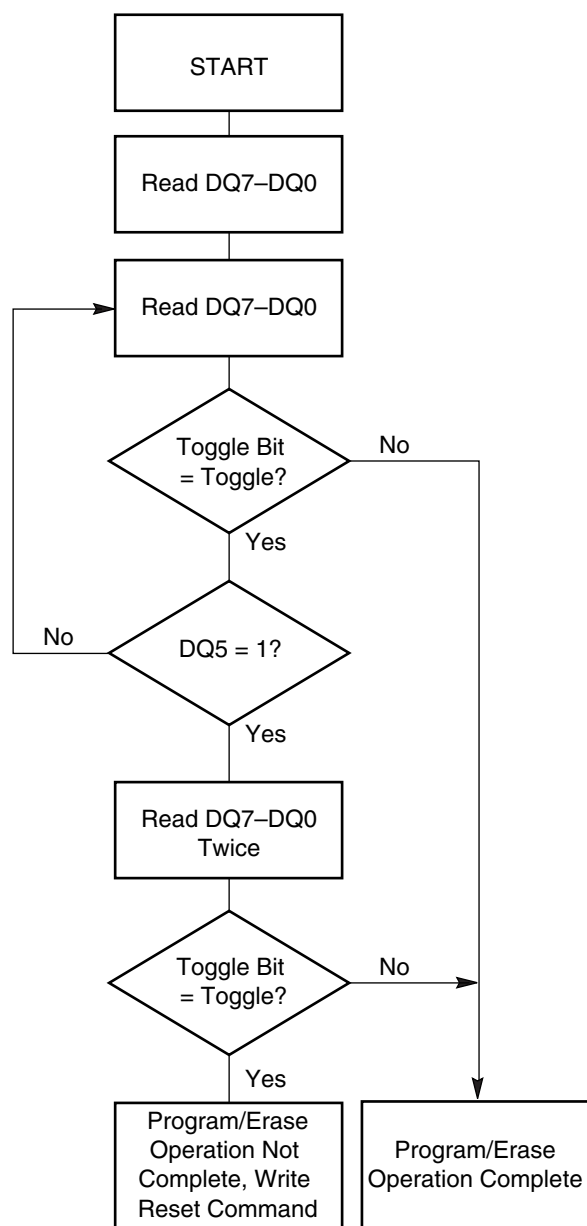 START
Read DQ7–DQ0
Read DQ7–DQ0
Toggle Bit
= Toggle?
No
Yes
No
DQ5 = 1?
Yes
Read DQ7–DQ0
Twice
Toggle Bit
= Toggle?
No
Yes
Program/Erase
Operation Not
Complete, Write
Reset Command
Program/Erase
Operation Complete